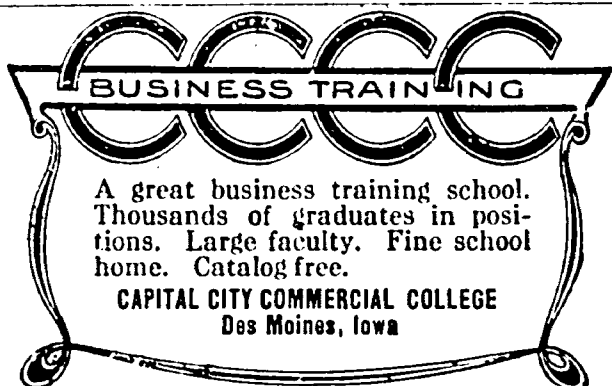 CCCC
BUSINESS TRAINING
A great business training school.
Thousands of graduates in posi-
tions. Large faculty. Fine school
home. Catalog free.
CAPITAL CITY COMMERCIAL COLLEGE
Des Moines, Iowa